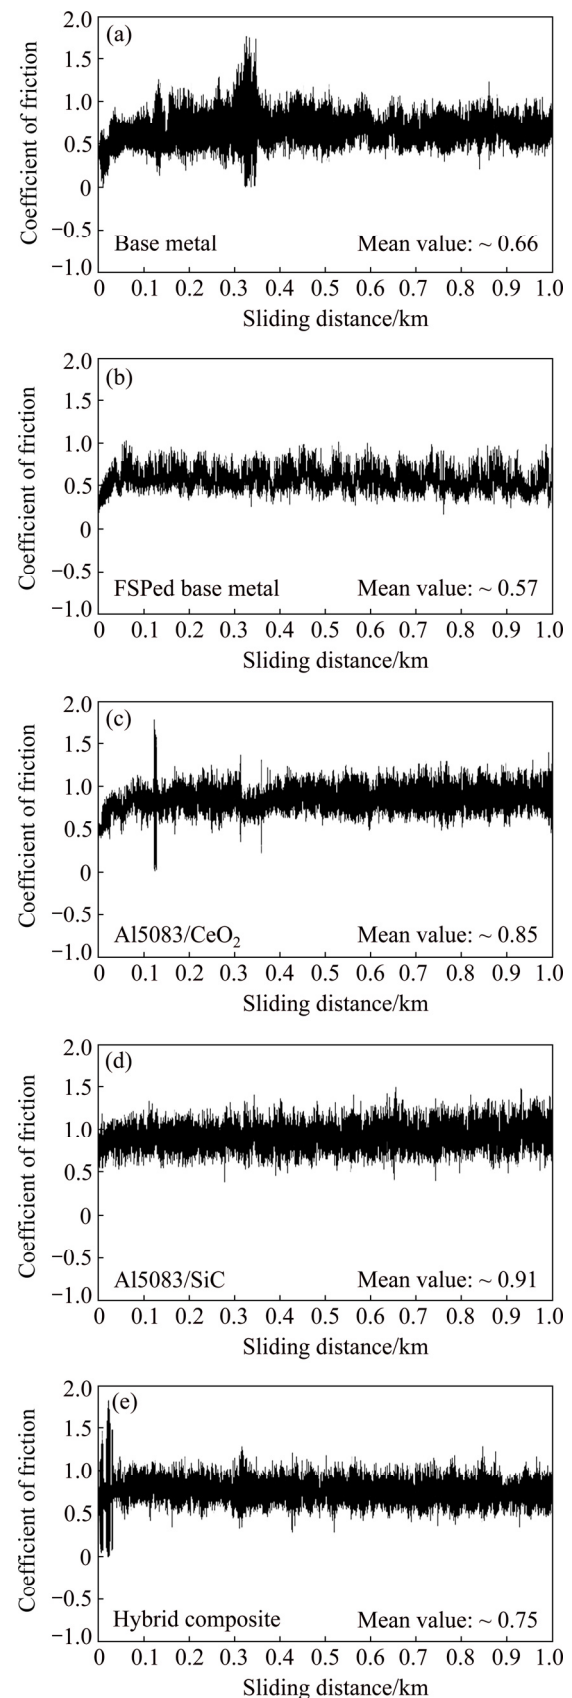 (a)
Coefficient of friction
2.0
1.5
1.0
0.5
0
−0.5
−1.0
Base metal Mean value: ~ 0.66
0 0.1 0.2 0.3 0.4 0.5 0.6 0.7 0.8 0.9 1.0
Sliding distance/km
(b)
Coefficient of friction
2.0
1.5
1.0
0.5
0
−0.5
−1.0
FSPed base metal Mean value: ~ 0.57
0 0.1 0.2 0.3 0.4 0.5 0.6 0.7 0.8 0.9 1.0
Sliding distance/km
(c)
Coefficient of friction
2.0
1.5
1.0
0.5
0
−0.5
−1.0
Al5083/CeO₂ Mean value: ~ 0.85
0 0.1 0.2 0.3 0.4 0.5 0.6 0.7 0.8 0.9 1.0
Sliding distance/km
(d)
Coefficient of friction
2.0
1.5
1.0
0.5
0
−0.5
−1.0
Al5083/SiC Mean value: ~ 0.91
0 0.1 0.2 0.3 0.4 0.5 0.6 0.7 0.8 0.9 1.0
Sliding distance/km
(e)
Coefficient of friction
2.0
1.5
1.0
0.5
0
−0.5
−1.0
Hybrid composite Mean value: ~ 0.75
0 0.1 0.2 0.3 0.4 0.5 0.6 0.7 0.8 0.9 1.0
Sliding distance/km